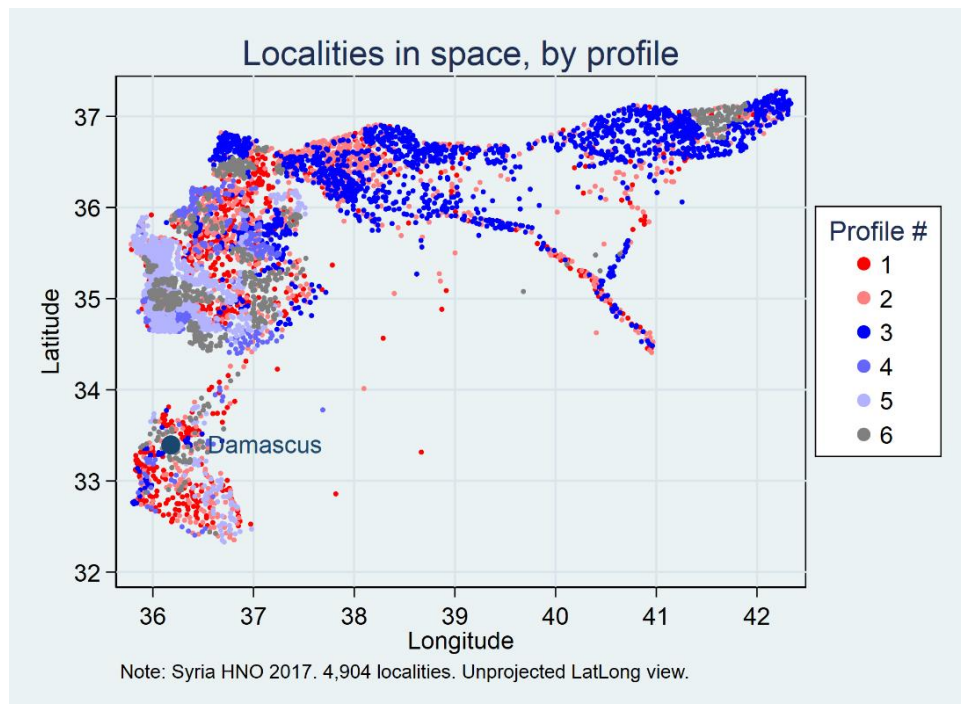 Localities in space, by profile
37
36
35
34
33
32
Latitude
Damascus
36 37 38 39 40 41 42
Longitude
Profile #
1
2
3
4
5
6
Note: Syria HNO 2017. 4,904 localities. Unprojected LatLong view.